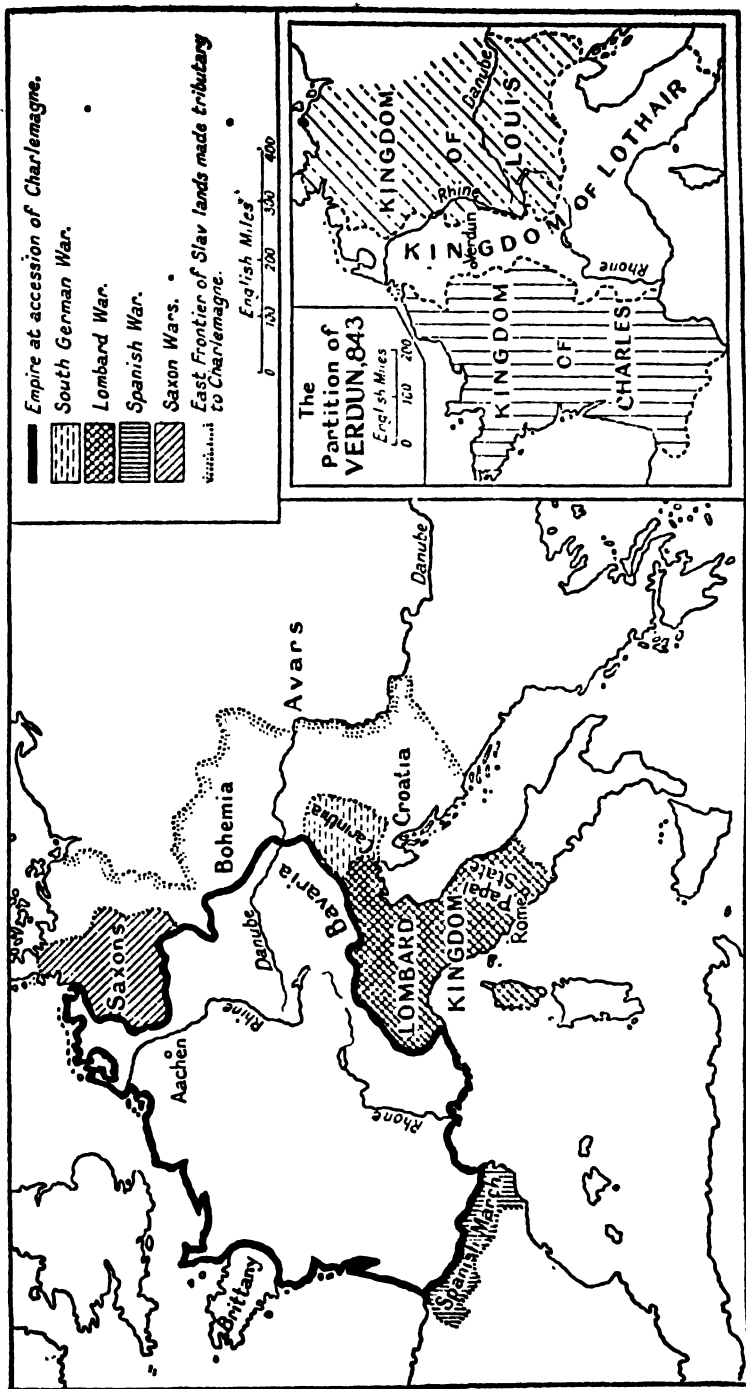 Empire at accession of Charlemagne.
South German War.
Lombard War.
Spanish War.
Saxon Wars.
East Frontier of Slav lands made tributary
to Charlemagne.
English Miles
0 100 200 300 400
The
Partition of
VERDUN, 843
English Miles
0 100 200
KINGDOM
OF
LOUIS
Danube
Rhine
Verdun
KINGDOM OF LOTHAIR
Rhone
KINGDOM
OF
CHARLES
Saxons
Bohemia
Avars
Aachen
Rhine
Danube
Bavaria
Carinthia
Croatia
Danube
Brittany
Rhone
LOMBARD
KINGDOM
Papal
State
Rome
Spanish March